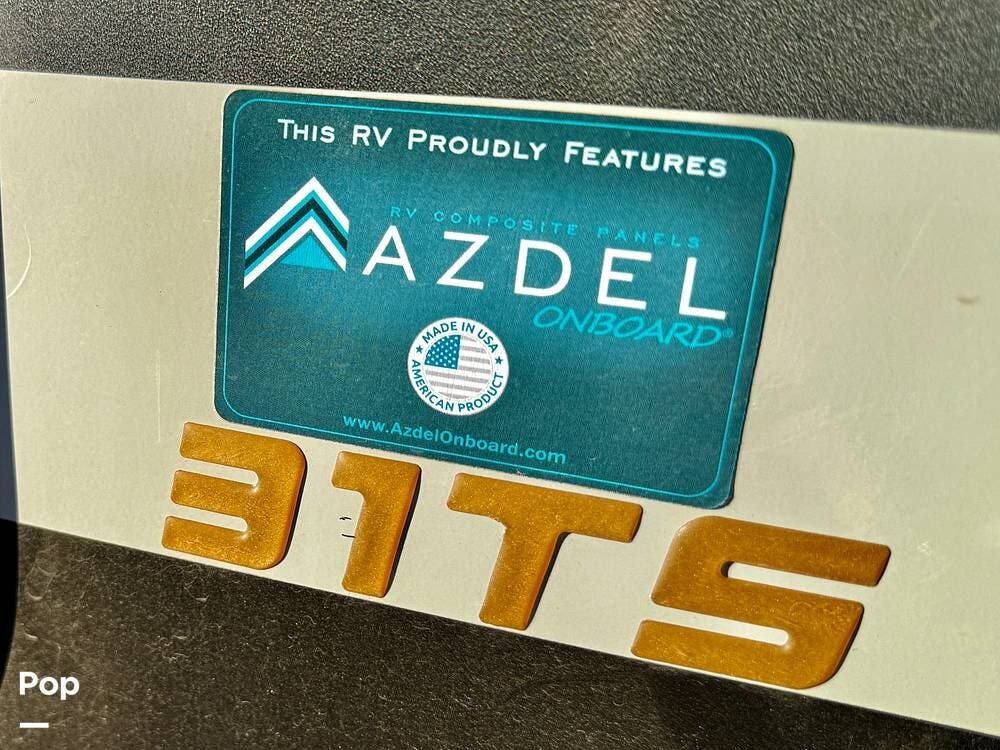 This RV Proudly Features
RV COMPOSITE PANELS
AZDEL
ONBOARD®
MADE IN USA
AMERICAN PRODUCT
www.AzdelOnboard.com
31TS
Pop